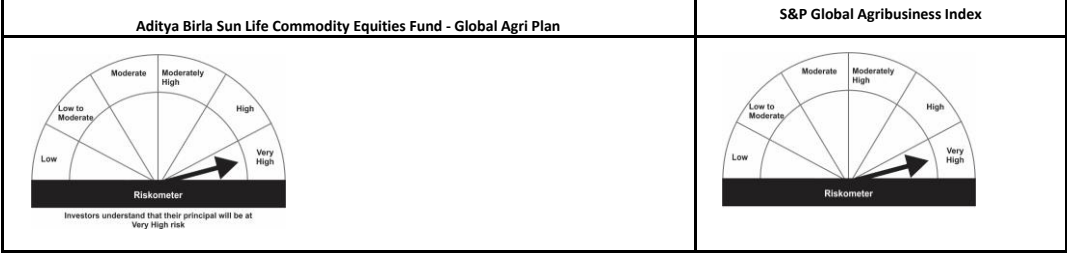 Aditya Birla Sun Life Commodity Equities Fund - Global Agri Plan
S&P Global Agribusiness Index
Moderate
Moderately
High
Low to
Moderate
High
Low
Very
High
Riskometer
Investors understand that their principal will be at
Very High risk
Moderate
Moderately
High
Low to
Moderate
High
Low
Very
High
Riskometer